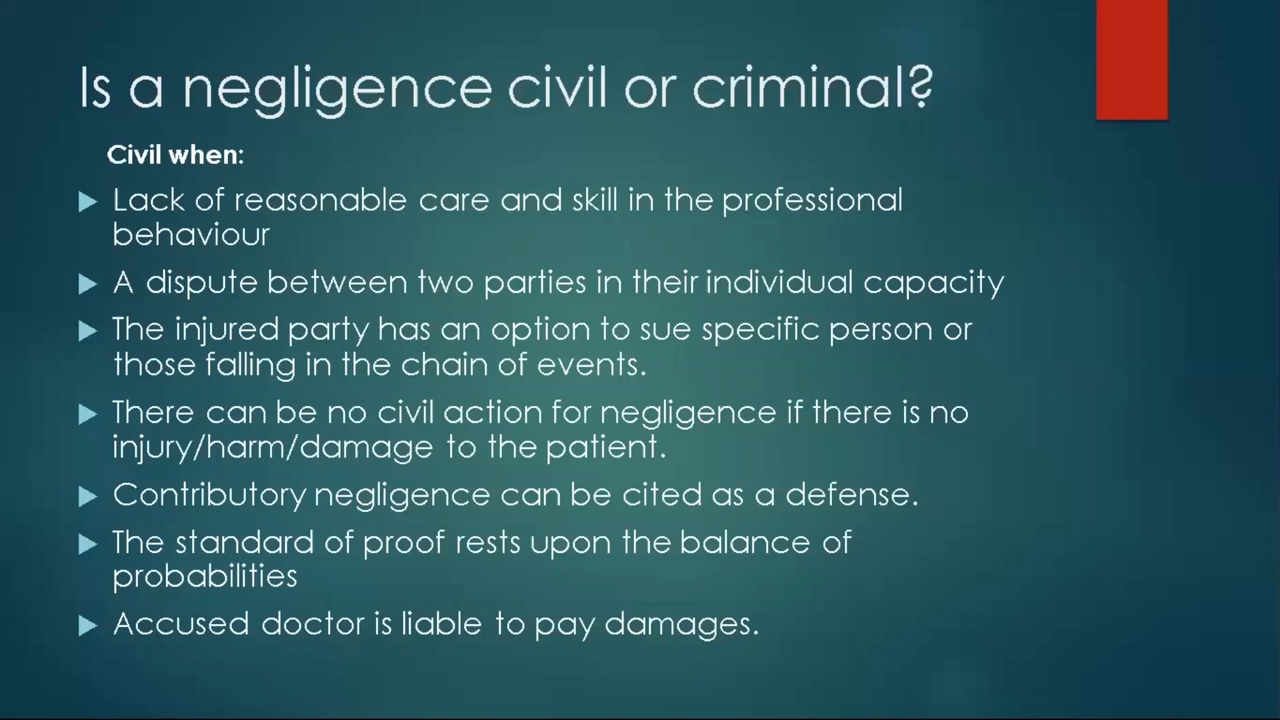 Is a negligence civil or criminal?
Civil when:
Lack of reasonable care and skill in the professional
behaviour
A dispute between two parties in their individual capacity
The injured party has an option to sue specific person or
those falling in the chain of events.
There can be no civil action for negligence if there is no
injury/harm/damage to the patient.
Contributory negligence can be cited as a defense.
The standard of proof rests upon the balance of
probabilities
Accused doctor is liable to pay damages.